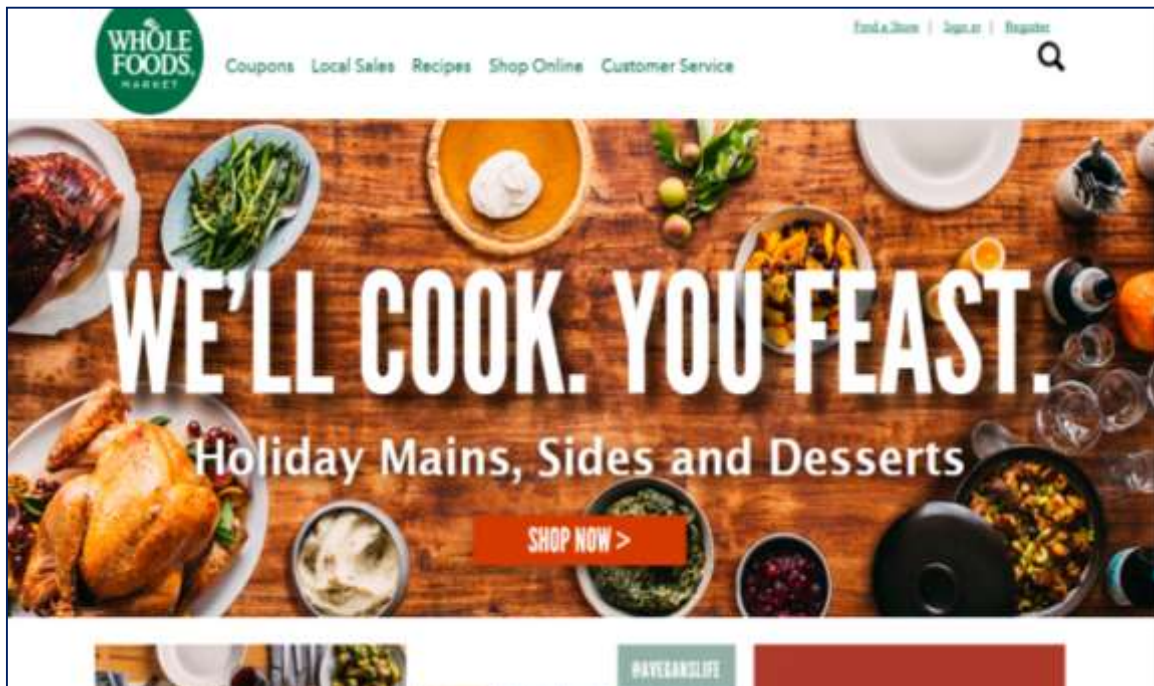 WHOLE
FOODS
MARKET
Find a Store | Sign in | Register
Coupons Local Sales Recipes Shop Online Customer Service
WE'LL COOK. YOU FEAST.
Holiday Mains, Sides and Desserts
SHOP NOW >
@AVEGANSLIFE